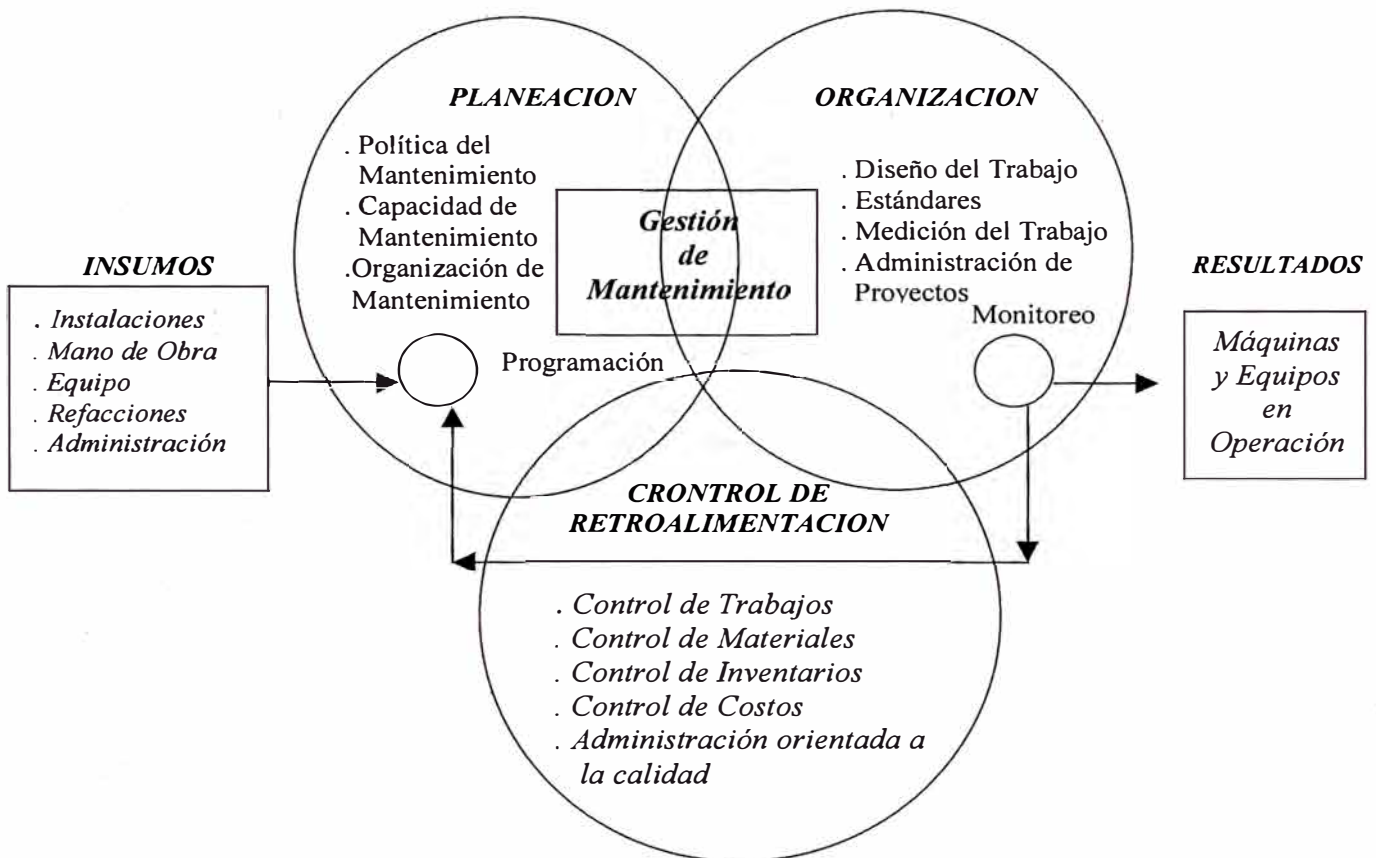 PLANEACION
. Política del
Mantenimiento
. Capacidad de
Mantenimiento
.Organización de
Mantenimiento
ORGANIZACION
. Diseño del Trabajo
. Estándares
. Medición del Trabajo
. Administración de
Proyectos
Gestión
de
Mantenimiento
INSUMOS
. Instalaciones
. Mano de Obra
. Equipo
. Refacciones
. Administración
Programación
Monitoreo
RESULTADOS
Máquinas
y Equipos
en
Operación
CRONTROL DE
RETROALIMENTACION
. Control de Trabajos
. Control de Materiales
. Control de Inventarios
. Control de Costos
. Administración orientada a
la calidad